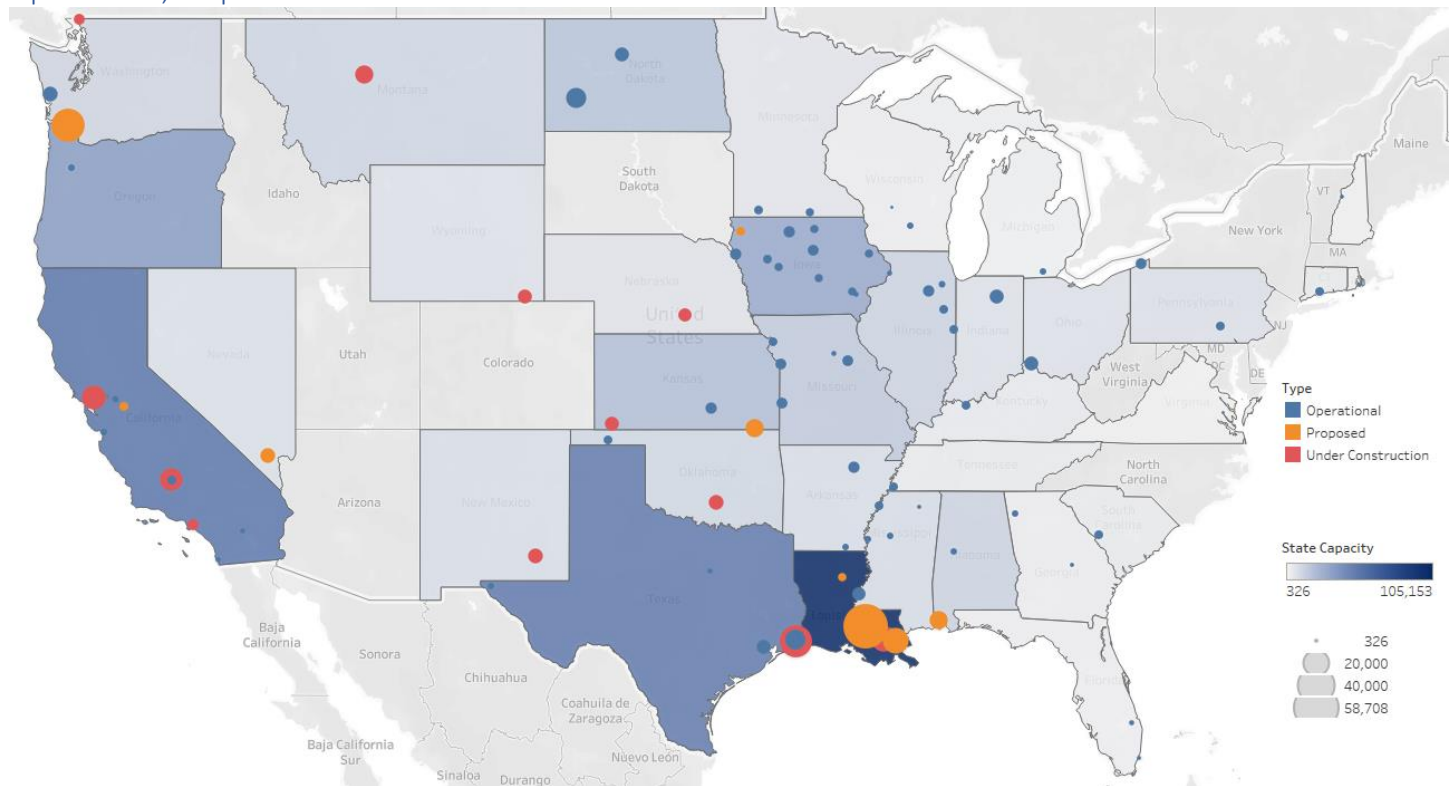 Washington
Montana
North
Dakota
Minnesota
Maine
Oregon
Idaho
South
Dakota
Wisconsin
VT
Wyoming
Michigan
New York
MA
Iowa
Nebraska
Pennsylvania
United
States
Nevada
Utah
Illinois
Indiana
Ohio
NJ
Colorado
MD
DC
DE
West
Virginia
Kansas
Missouri
California
Kentucky
Virginia
Type
Operational
Proposed
Under Construction
Arizona
New Mexico
Oklahoma
Arkansas
Tennessee
North
Carolina
South
Carolina
Mississippi
Alabama
Georgia
State Capacity
326
105,153
Texas
Baja
California
Sonora
Chihuahua
Coahuila de
Zaragoza
Florida
326
20,000
40,000
58,708
Baja California
Sur
Nuevo León
Sinaloa
Durango